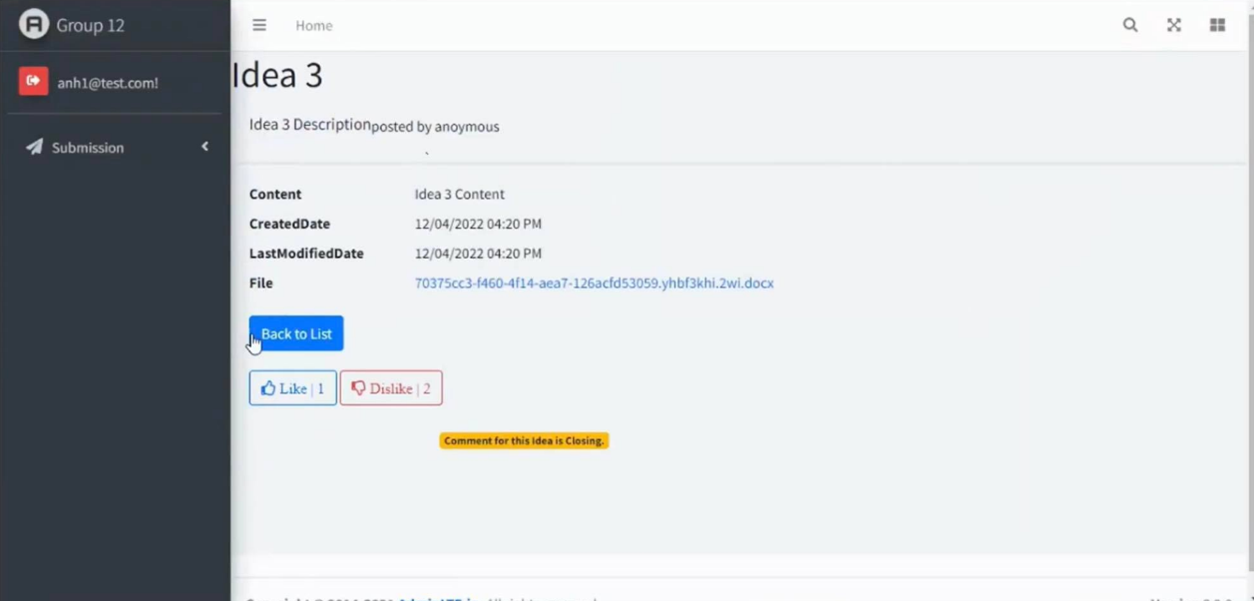 Group 12
Home
anh1@test.com!
Idea 3
Idea 3 Description posted by anoymous
Submission
Content Idea 3 Content
CreatedDate 12/04/2022 04:20 PM
LastModifiedDate 12/04/2022 04:20 PM
File 70375cc3-f460-4f14-aea7-126acfd53059.yhbf3khi.2wi.docx
Back to List
Like | 1 Dislike | 2
Comment for this Idea is Closing.